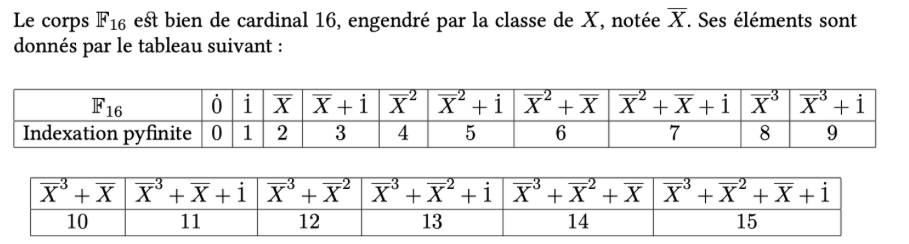 Le corps 𝔽₁₆ est bien de cardinal 16, engendré par la classe de X, notée X̅. Ses éléments sont
donnés par le tableau suivant :
𝔽₁₆ 0̇ 1̇ X̅ X̅ + 1̇ X̅² X̅² + 1̇ X̅² + X̅ X̅² + X̅ + 1̇ X̅³ X̅³ + 1̇
Indexation pyfinite 0 1 2 3 4 5 6 7 8 9
X̅³ + X̅ X̅³ + X̅ + 1̇ X̅³ + X̅² X̅³ + X̅² + 1̇ X̅³ + X̅² + X̅ X̅³ + X̅² + X̅ + 1̇
10 11 12 13 14 15